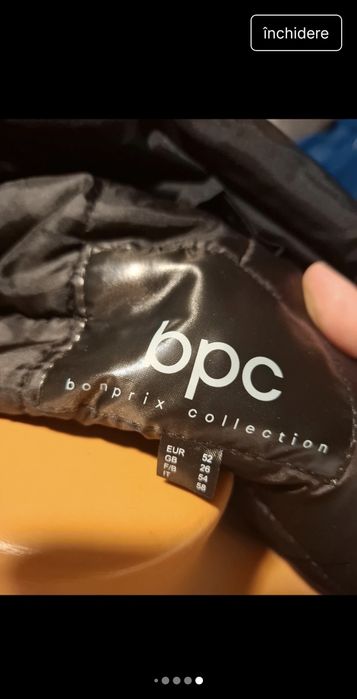 închidere
bpc
bonprix collection
EUR 52
GB 26
F/B 54
IT 58